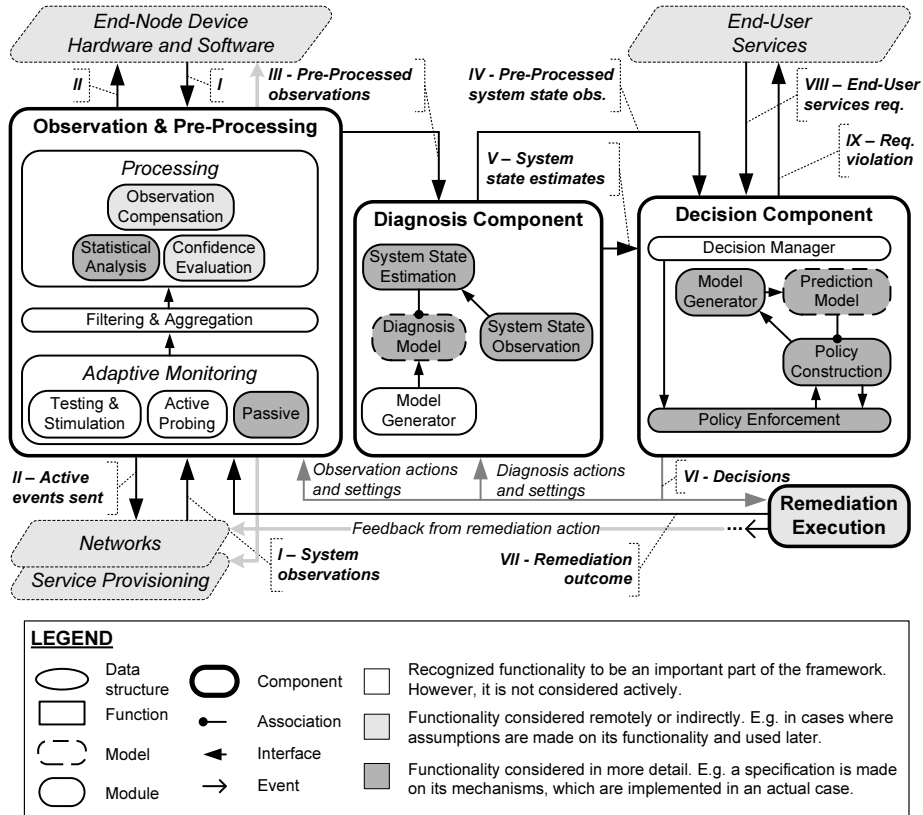 End-Node Device
Hardware and Software
End-User
Services
II
I
III - Pre-Processed
observations
IV - Pre-Processed
system state obs.
VIII – End-User
services req.
IX – Req.
violation
V – System
state estimates
Observation & Pre-Processing
Processing
Observation
Compensation
Statistical
Analysis
Confidence
Evaluation
Filtering & Aggregation
Adaptive Monitoring
Testing &
Stimulation
Active
Probing
Passive
Diagnosis Component
System State
Estimation
Diagnosis
Model
System State
Observation
Model
Generator
Decision Component
Decision Manager
Model
Generator
Prediction
Model
Policy
Construction
Policy Enforcement
II – Active
events sent
Observation actions
and settings
Diagnosis actions
and settings
VI - Decisions
Remediation
Execution
Feedback from remediation action
Networks
Service Provisioning
I – System
observations
VII - Remediation
outcome
LEGEND
Data
structure
Function
Model
Module
Component
Association
Interface
Event
Recognized functionality to be an important part of the framework.
However, it is not considered actively.
Functionality considered remotely or indirectly. E.g. in cases where
assumptions are made on its functionality and used later.
Functionality considered in more detail. E.g. a specification is made
on its mechanisms, which are implemented in an actual case.